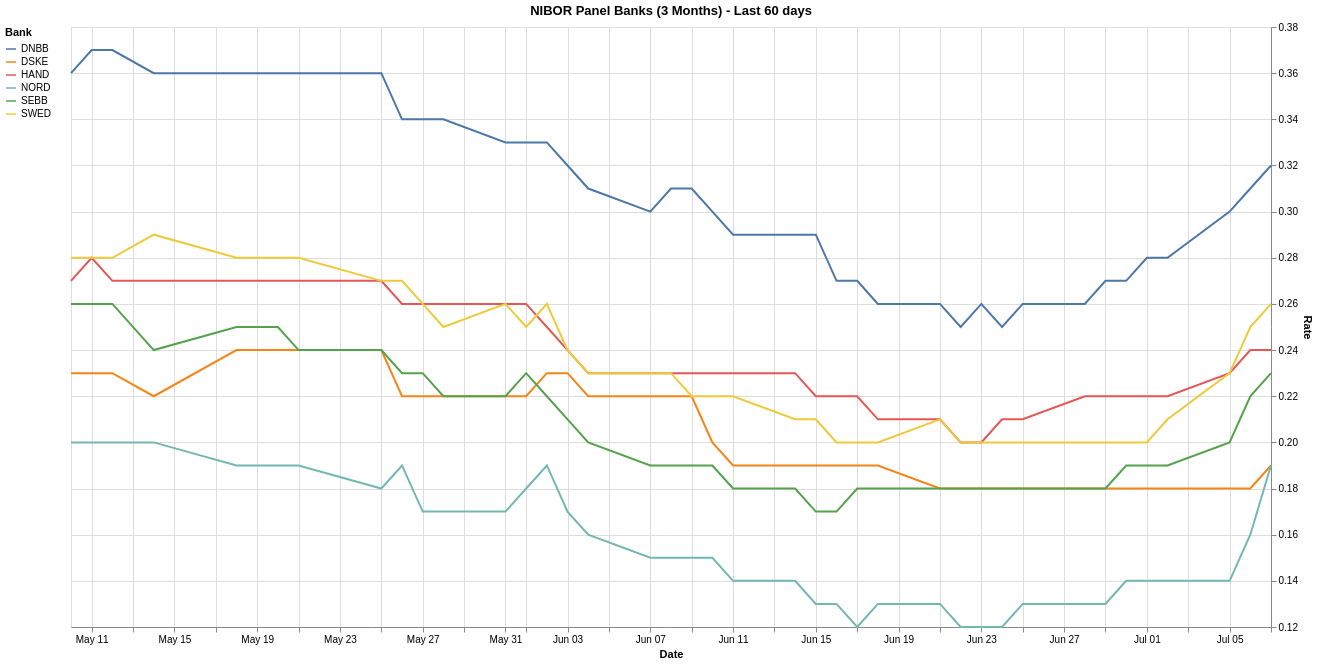 NIBOR Panel Banks (3 Months) - Last 60 days
Bank
DNBB
DSKE
HAND
NORD
SEBB
SWED
0.38
0.36
0.34
0.32
0.30
0.28
0.26
0.24
0.22
0.20
0.18
0.16
0.14
0.12
Rate
May 11 May 15 May 19 May 23 May 27 May 31 Jun 03 Jun 07 Jun 11 Jun 15 Jun 19 Jun 23 Jun 27 Jul 01 Jul 05
Date